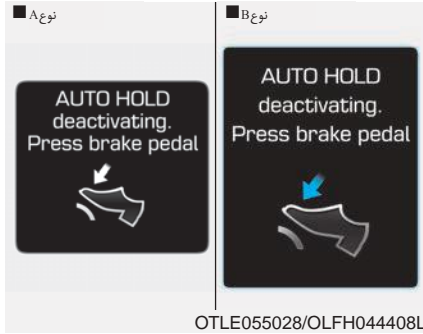 ■ نوعA
■ نوعB
AUTO HOLD
deactivating.
Press brake pedal
AUTO HOLD
deactivating.
Press brake pedal
OTLE055028/OLFH044408L